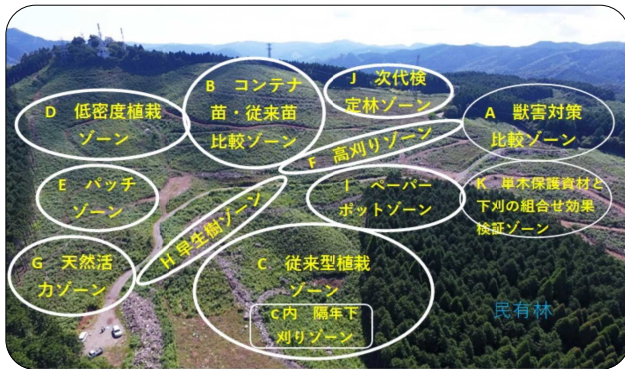 J 次代検
定林ゾーン
B コンテナ
苗・従来苗
比較ゾーン
D 低密度植栽
ゾーン
A 獣害対策
比較ゾーン
F 高刈りゾーン
E パッチ
ゾーン
I ペーパー
ポットゾーン
K 単木保護資材と
下刈の組合せ効果
検証ゾーン
H 早生樹ゾーン
G 天然活
力ゾーン
C 従来型植栽
ゾーン
C内 隔年下
刈りゾーン
民有林